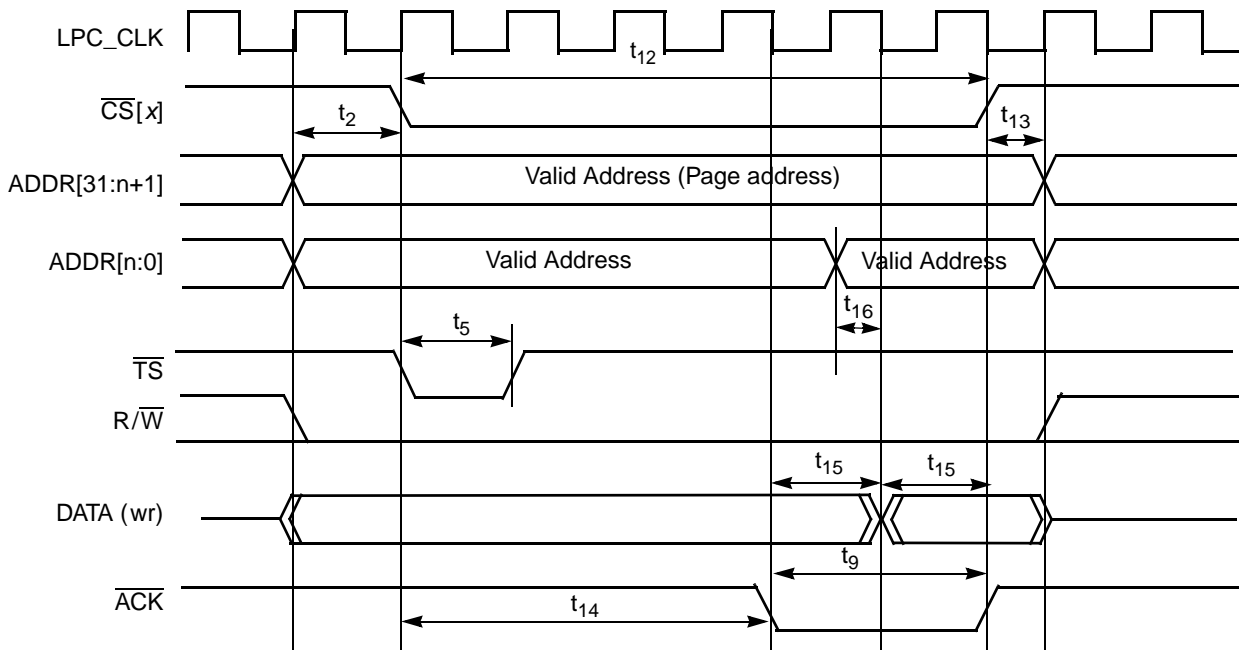 LPC_CLK
t12
CS[x]
t2
t13
ADDR[31:n+1]
Valid Address (Page address)
ADDR[n:0]
Valid Address
Valid Address
t16
t5
TS
R/W
t15
t15
DATA (wr)
t9
ACK
t14